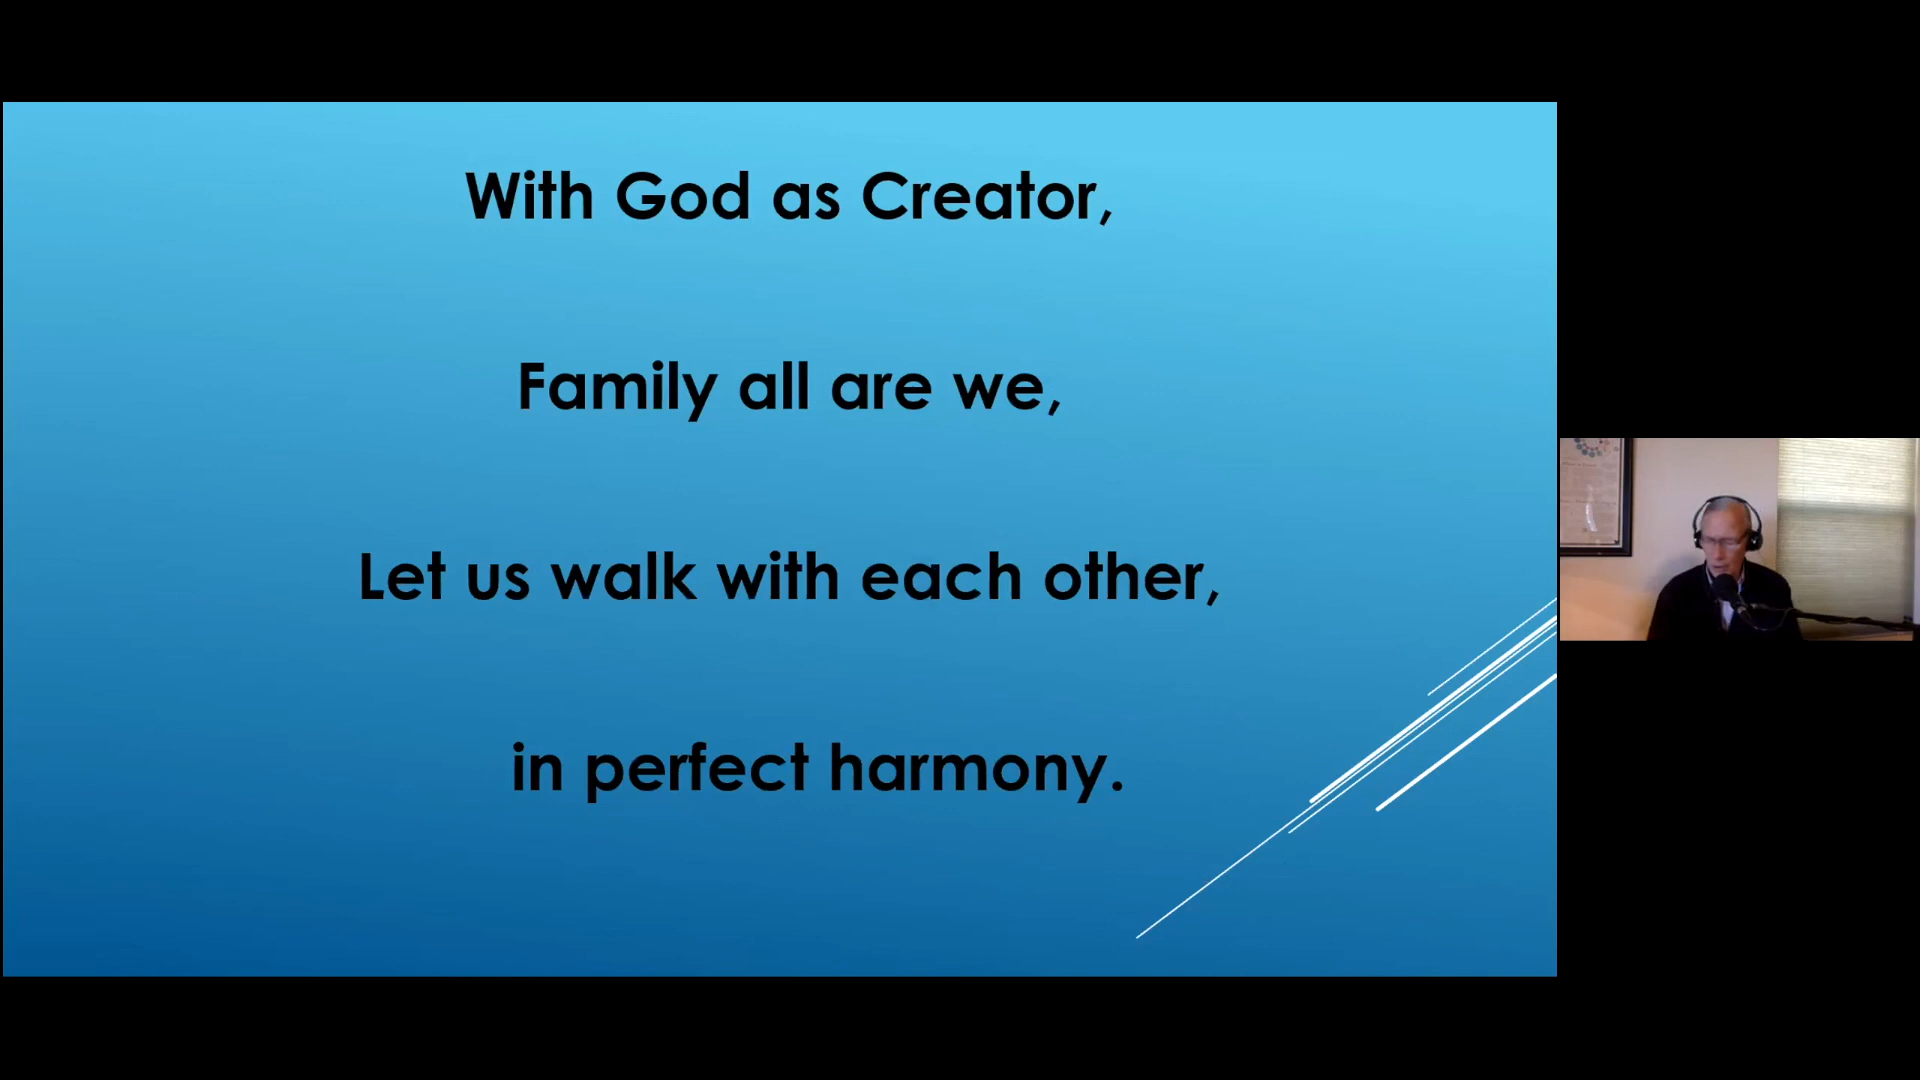 With God as Creator,
Family all are we,
Let us walk with each other,
in perfect harmony.